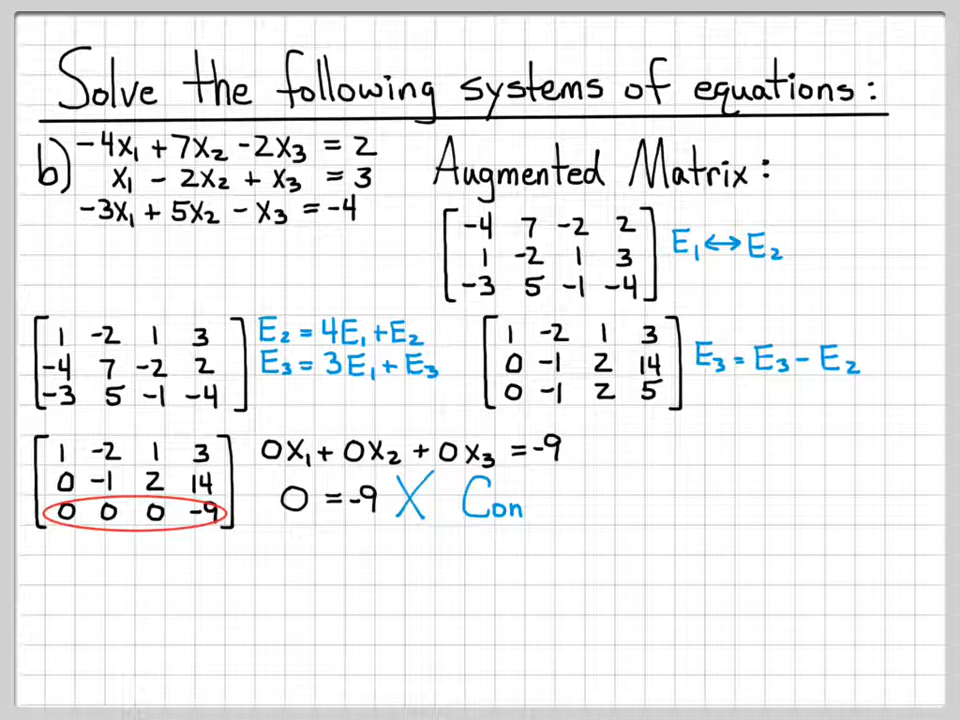 Solve the following systems of equations:
b) -4x₁ + 7x₂ - 2x₃ = 2
x₁ - 2x₂ + x₃ = 3
-3x₁ + 5x₂ - x₃ = -4
Augmented Matrix:
-4 7 -2 2
1 -2 1 3
-3 5 -1 -4
E₁ ↔ E₂
1 -2 1 3
-4 7 -2 2
-3 5 -1 -4
E₂ = 4E₁ + E₂
E₃ = 3E₁ + E₃
1 -2 1 3
0 -1 2 14
0 -1 2 5
E₃ = E₃ - E₂
1 -2 1 3
0 -1 2 14
0 0 0 -9
0x₁ + 0x₂ + 0x₃ = -9
0 = -9 X Con